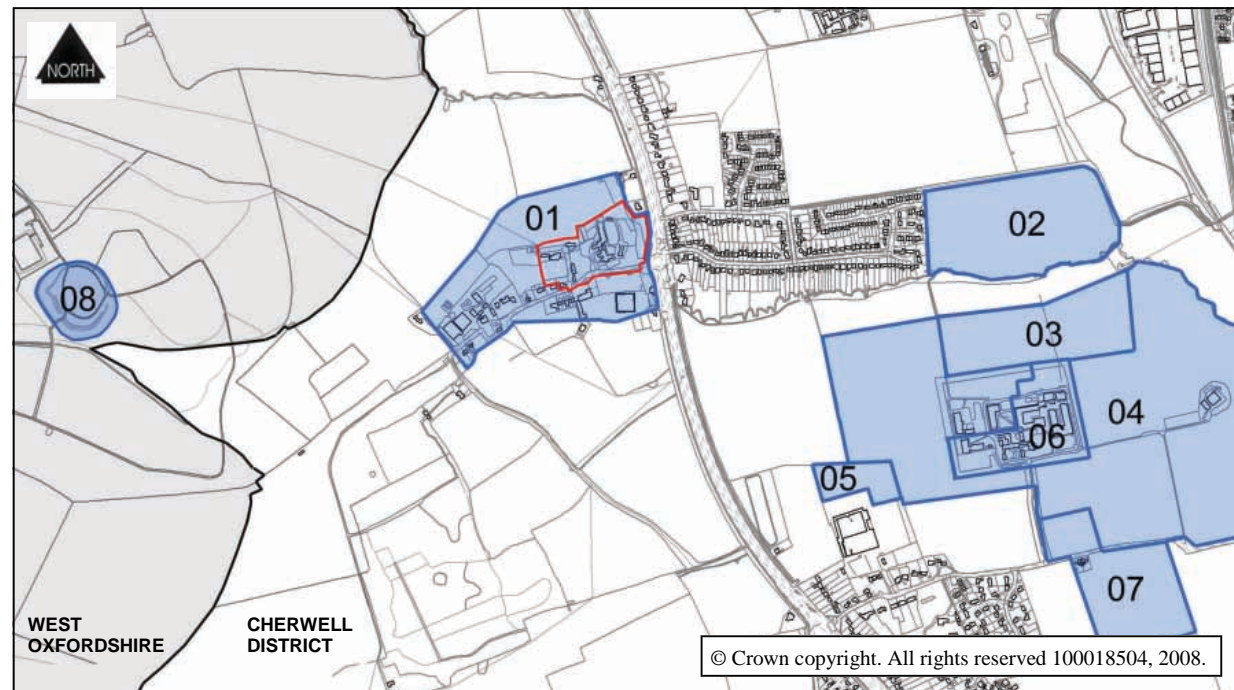 NORTH
01
02
08
03
04
06
05
07
WEST
OXFORDSHIRE
CHERWELL
DISTRICT
© Crown copyright. All rights reserved 100018504, 2008.